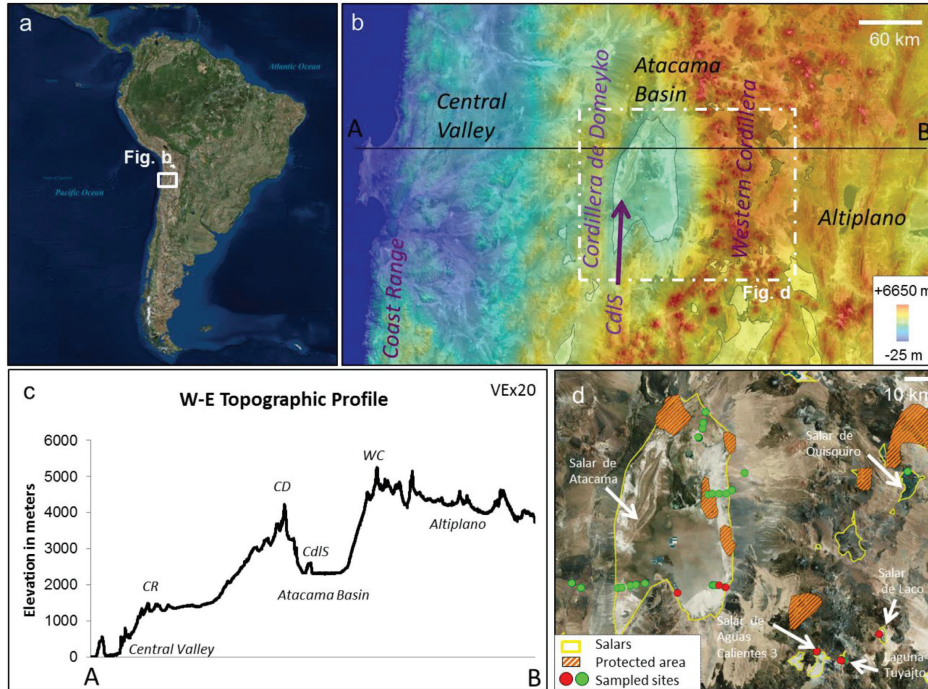 a
Atlantic Ocean
Fig. b
Pacific Ocean
b
60 km
Atacama
Basin
Central
Valley
A
B
Cordillera de Domeyko
Western Cordillera
Altiplano
Coast Range
CdlS
Fig. d
+6650 m
-25 m
c
VEx20
W-E Topographic Profile
Elevation in meters
6000
5000
4000
3000
2000
1000
0
CR
Central Valley
CD
CdlS
Atacama Basin
WC
Altiplano
A
B
d
10 km
Salar de
Quisquiro
Salar de
Atacama
Salar
de Laco
Salar de
Aguas
Calientes 3
Laguna
Tuyajto
Salars
Protected area
Sampled sites